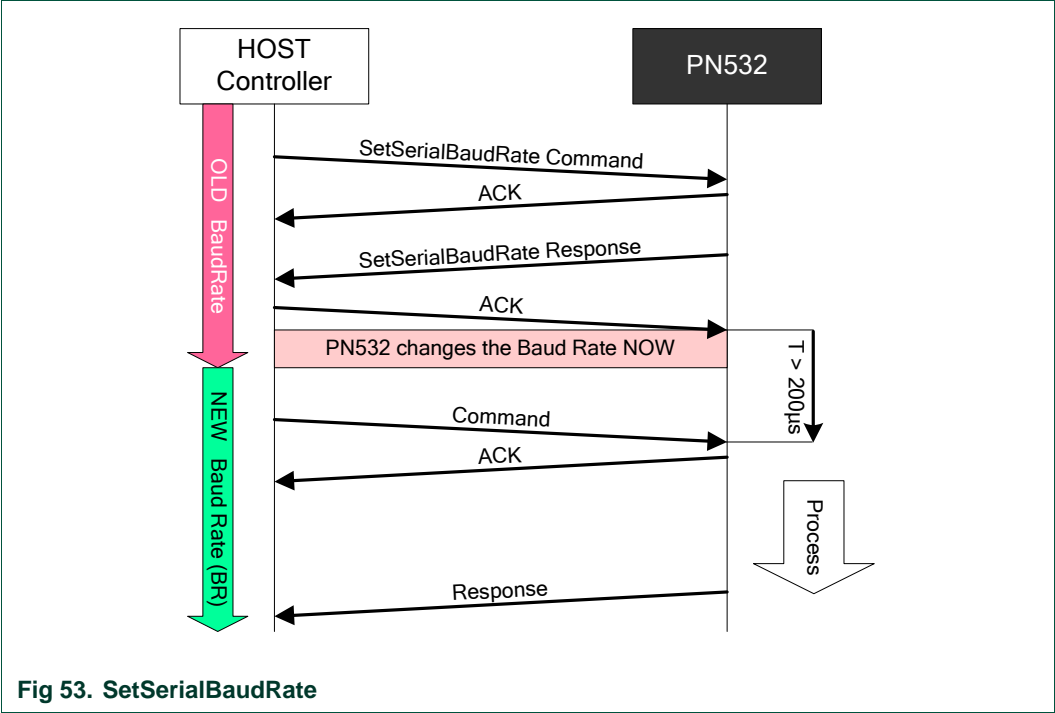 HOST
Controller
PN532
OLD BaudRate
SetSerialBaudRate Command
ACK
SetSerialBaudRate Response
ACK
PN532 changes the Baud Rate NOW
T > 200µs
NEW Baud Rate (BR)
Command
ACK
Process
Response
Fig 53. SetSerialBaudRate